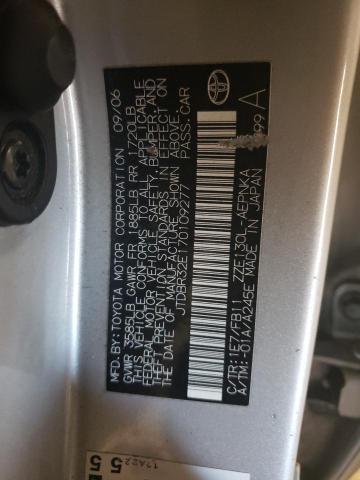 MFD.BY:TOYOTA MOTOR CORPORATION 09/06
GVWR 3585LB GAWR FR 1885LB RR 1720LB
THIS VEHICLE CONFORMS TO ALL APPLICABLE
FEDERAL MOTOR VEHICLE SAFETY,BUMPER,AND
THEFT PREVENTION STANDARDS IN EFFECT ON
THE DATE OF MANUFACTURE SHOWN ABOVE.
JTDBR32E170109277 PASS.CAR
C/TR:1E7/FB11 ZZE130L-AEPNKA
A/TM:-01A/A245E MADE IN JAPAN
A
5